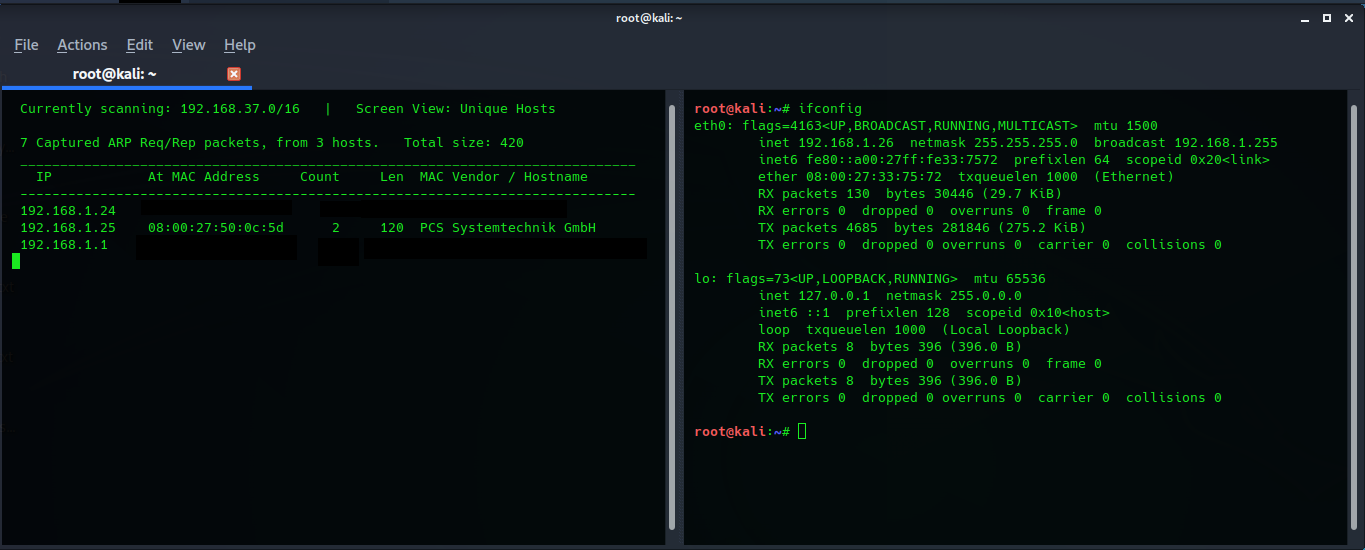 root@kali: ~
File Actions Edit View Help
root@kali: ~
Currently scanning: 192.168.37.0/16 | Screen View: Unique Hosts
7 Captured ARP Req/Rep packets, from 3 hosts. Total size: 420
_____________________________________________________________________________
IP At MAC Address Count Len MAC Vendor / Hostname
-----------------------------------------------------------------------------
192.168.1.24
192.168.1.25 08:00:27:50:0c:5d 2 120 PCS Systemtechnik GmbH
192.168.1.1
root@kali:~# ifconfig
eth0: flags=4163<UP,BROADCAST,RUNNING,MULTICAST> mtu 1500
inet 192.168.1.26 netmask 255.255.255.0 broadcast 192.168.1.255
inet6 fe80::a00:27ff:fe33:7572 prefixlen 64 scopeid 0x20<link>
ether 08:00:27:33:75:72 txqueuelen 1000 (Ethernet)
RX packets 130 bytes 30446 (29.7 KiB)
RX errors 0 dropped 0 overruns 0 frame 0
TX packets 4685 bytes 281846 (275.2 KiB)
TX errors 0 dropped 0 overruns 0 carrier 0 collisions 0
lo: flags=73<UP,LOOPBACK,RUNNING> mtu 65536
inet 127.0.0.1 netmask 255.0.0.0
inet6 ::1 prefixlen 128 scopeid 0x10<host>
loop txqueuelen 1000 (Local Loopback)
RX packets 8 bytes 396 (396.0 B)
RX errors 0 dropped 0 overruns 0 frame 0
TX packets 8 bytes 396 (396.0 B)
TX errors 0 dropped 0 overruns 0 carrier 0 collisions 0
root@kali:~#